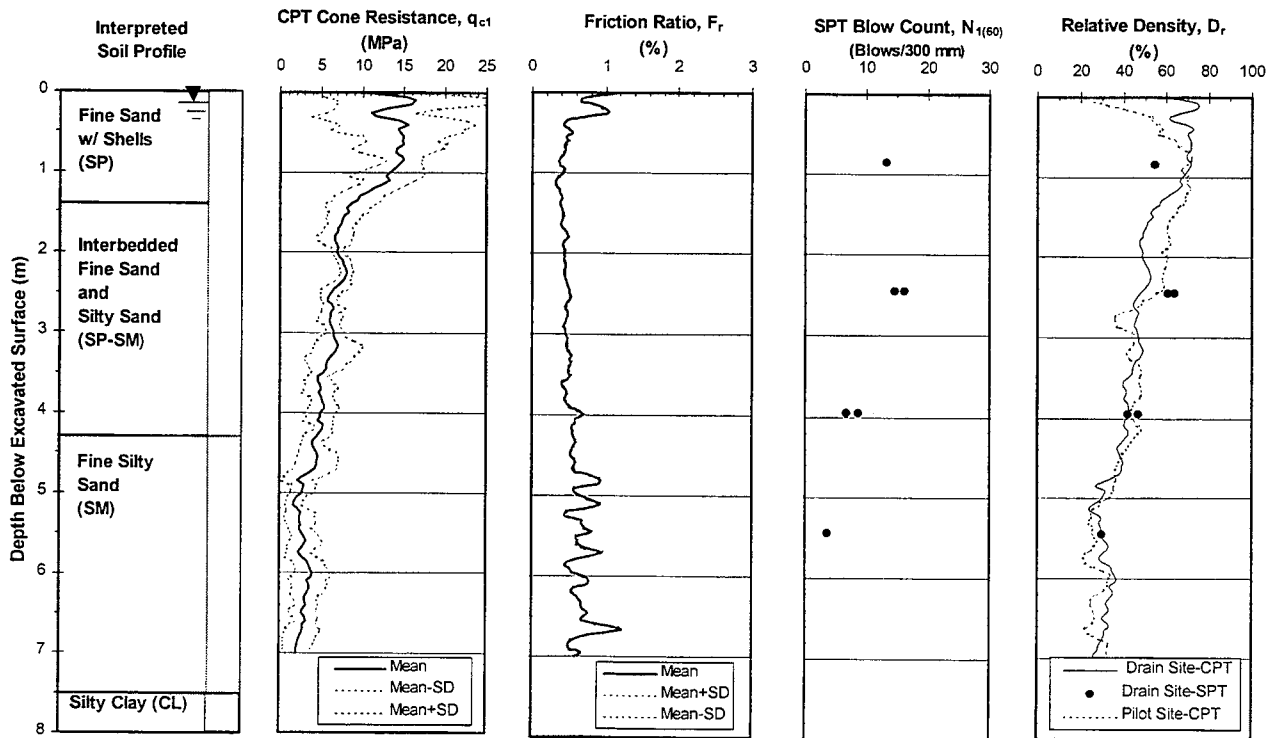 Interpreted
Soil Profile
CPT Cone Resistance, qc1
(MPa)
0 5 10 15 20 25
Friction Ratio, Fr
(%)
0 1 2 3
SPT Blow Count, N1(60)
(Blows/300 mm)
0 10 20 30
Relative Density, Dr
(%)
0 20 40 60 80 100
Depth Below Excavated Surface (m)
0
1
2
3
4
5
6
7
8
Fine Sand
w/ Shells
(SP)
Interbedded
Fine Sand
and
Silty Sand
(SP-SM)
Fine Silty
Sand
(SM)
Silty Clay (CL)
Mean
Mean-SD
Mean+SD
Mean
Mean+SD
Mean-SD
Drain Site-CPT
Drain Site-SPT
Pilot Site-CPT